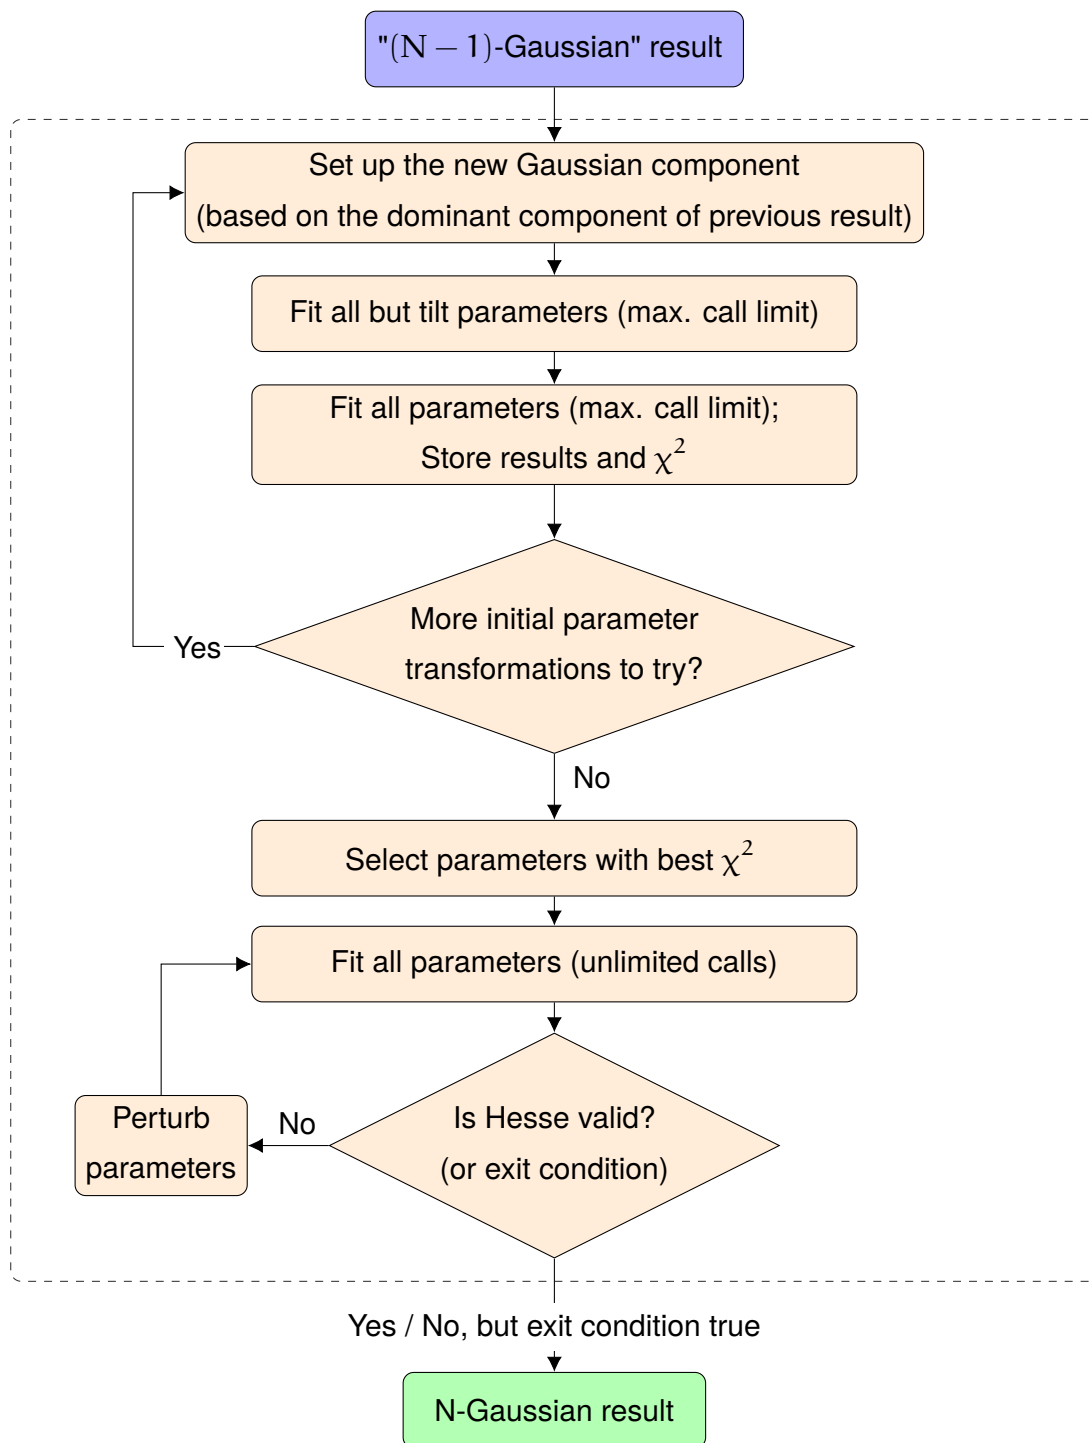 "(N − 1)-Gaussian" result
Set up the new Gaussian component
(based on the dominant component of previous result)
Fit all but tilt parameters (max. call limit)
Fit all parameters (max. call limit);
Store results and χ²
More initial parameter
transformations to try?
Yes
No
Select parameters with best χ²
Fit all parameters (unlimited calls)
Is Hesse valid?
(or exit condition)
No
Perturb
parameters
Yes / No, but exit condition true
N-Gaussian result